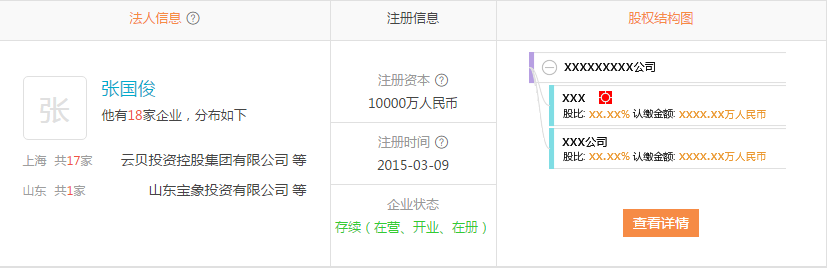 法人信息 ?
注册信息
股权结构图
张
张国俊
他有18家企业，分布如下
上海 共17家 云贝投资控股集团有限公司 等
山东 共1家 山东宝象投资有限公司 等
注册资本 ?
10000万人民币
注册时间 ?
2015-03-09
企业状态
存续（在营、开业、在册）
XXXXXXXXX公司
XXX
股比: XX.XX% 认缴金额: XXXX.XX万人民币
XXX公司
股比: XX.XX% 认缴金额: XXXX.XX万人民币
查看详情